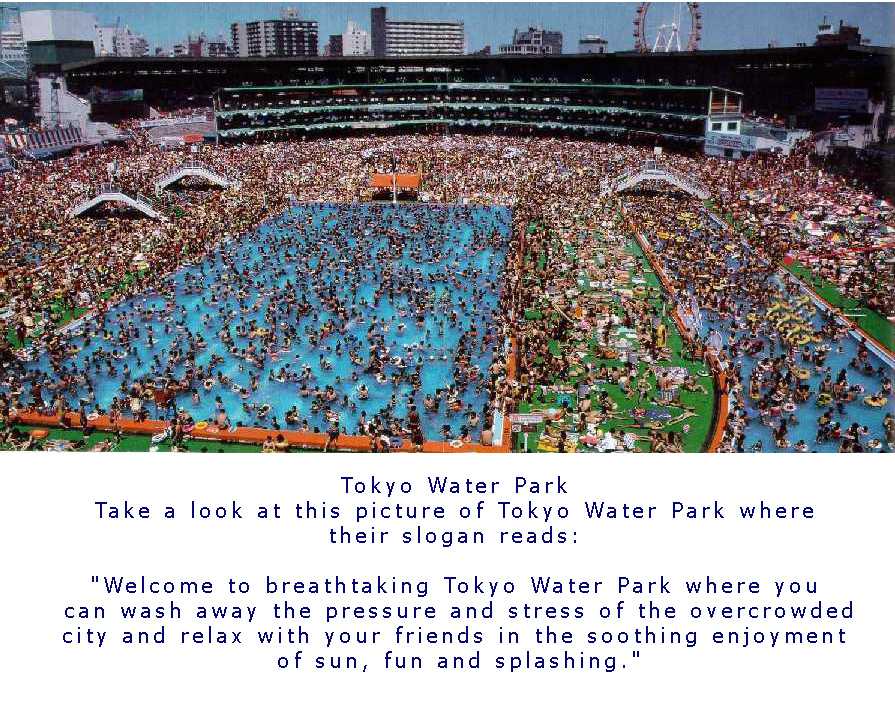 Tokyo Water Park
Take a look at this picture of Tokyo Water Park where
their slogan reads:
"Welcome to breathtaking Tokyo Water Park where you
can wash away the pressure and stress of the overcrowded
city and relax with your friends in the soothing enjoyment
of sun, fun and splashing."